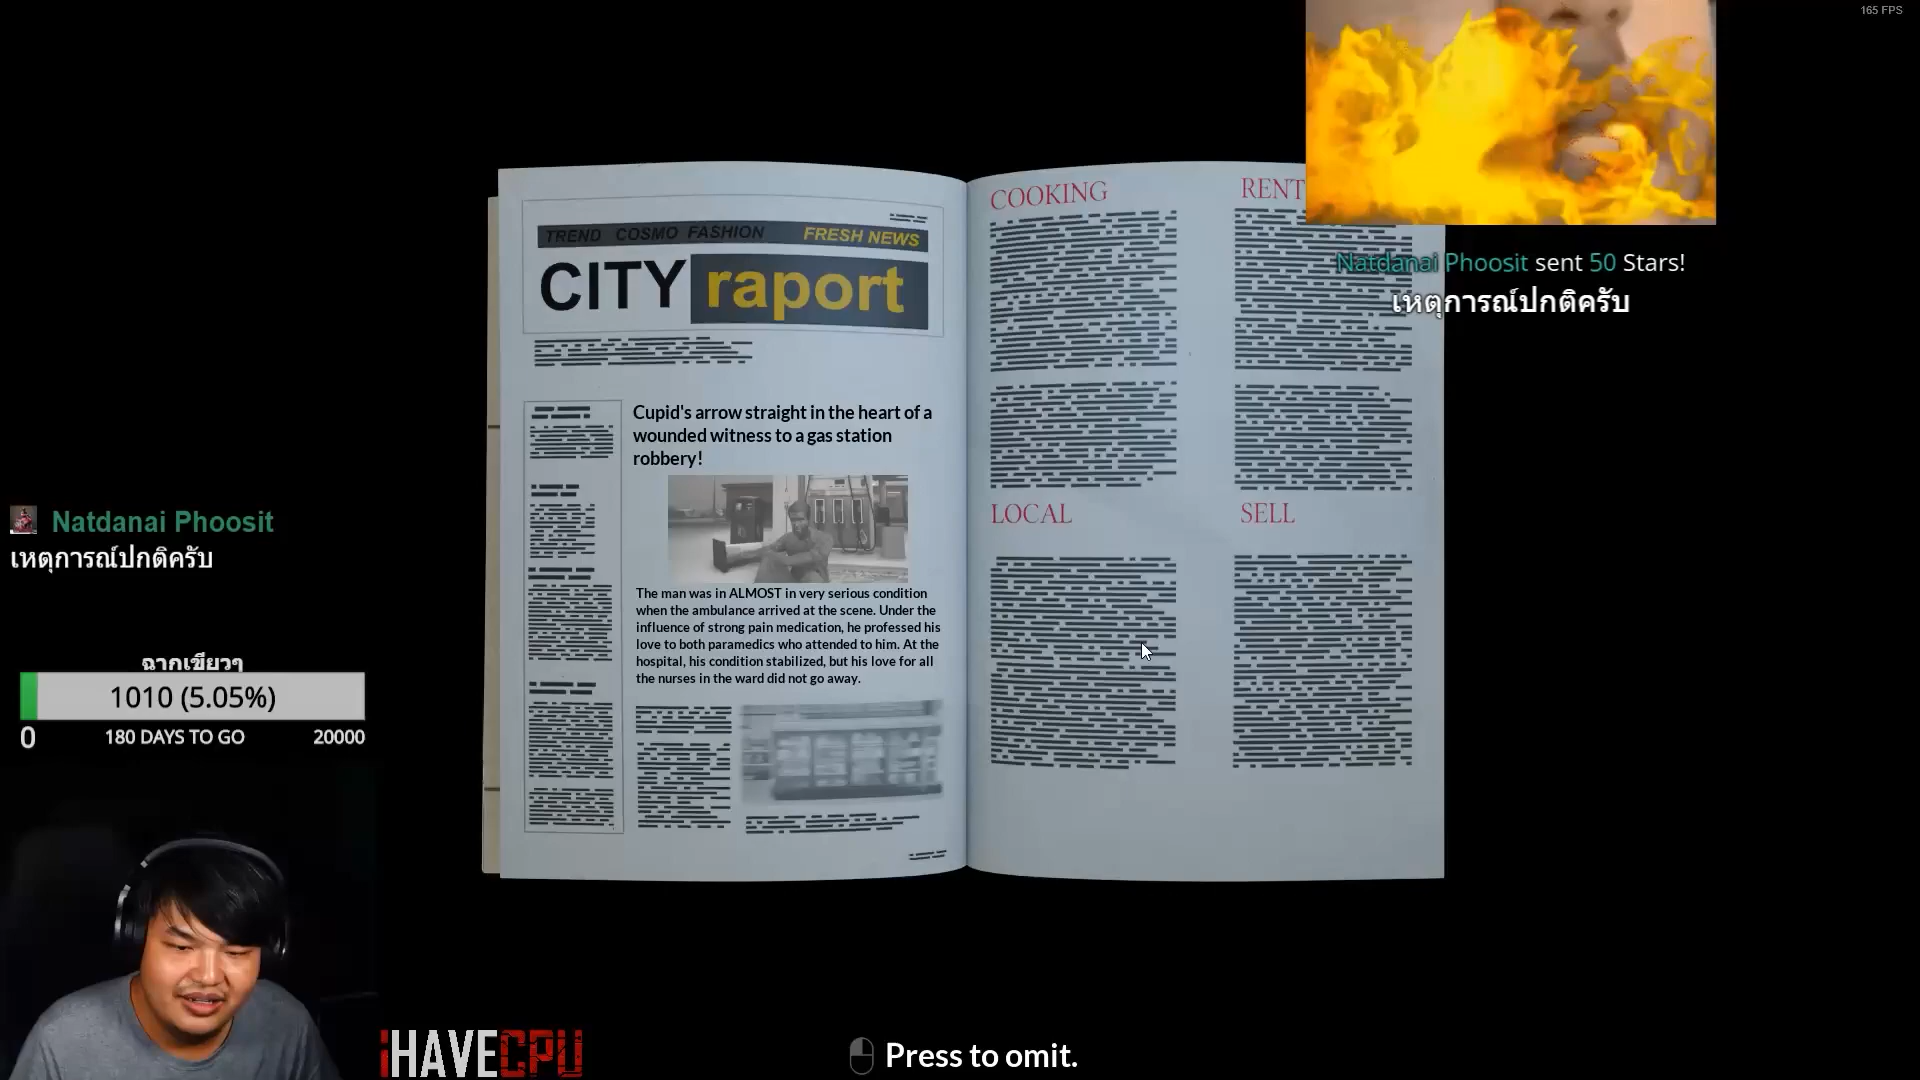 165 FPS
TREND COSMO FASHION FRESH NEWS
CITY raport
Cupid's arrow straight in the heart of a
wounded witness to a gas station
robbery!
The man was in ALMOST in very serious condition
when the ambulance arrived at the scene. Under the
influence of strong pain medication, he professed his
love to both paramedics who attended to him. At the
hospital, his condition stabilized, but his love for all
the nurses in the ward did not go away.
COOKING
RENT
LOCAL
SELL
Natdanai Phoosit sent 50 Stars!
เหตุการณ์ปกติครับ
Natdanai Phoosit
เหตุการณ์ปกติครับ
ฉากเขียวๆ
1010 (5.05%)
0 180 DAYS TO GO 20000
iHAVECPU
Press to omit.